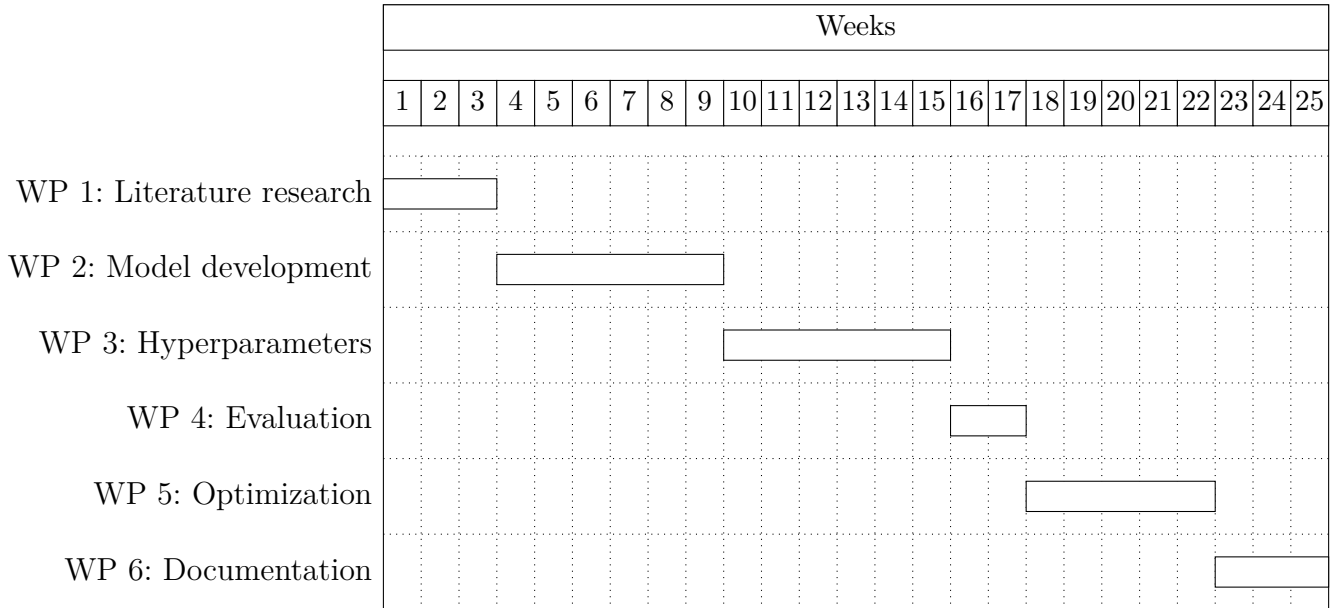 Weeks
1 2 3 4 5 6 7 8 9 10 11 12 13 14 15 16 17 18 19 20 21 22 23 24 25
WP 1: Literature research
WP 2: Model development
WP 3: Hyperparameters
WP 4: Evaluation
WP 5: Optimization
WP 6: Documentation